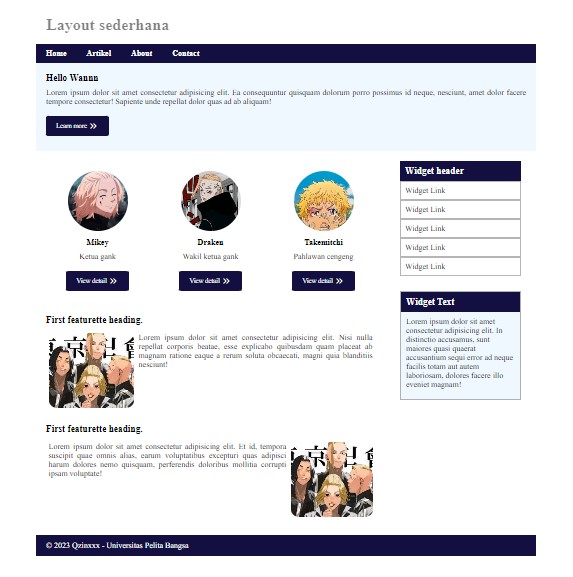 Layout sederhana
Home Artikel About Contact
Hello Wannn
Lorem ipsum dolor sit amet consectetur adipisicing elit. Ea consequuntur quisquam dolorum porro possimus id neque, nesciunt, amet dolor facere
tempore consectetur! Sapiente unde repellat dolor quas ad ab aliquam!
Learn more »
Mikey
Ketua gank
View detail »
Draken
Wakil ketua gank
View detail »
Takemitchi
Pahlawan cengeng
View detail »
Widget header
Widget Link
Widget Link
Widget Link
Widget Link
Widget Link
Widget Text
Lorem ipsum dolor sit amet
consectetur adipisicing elit. In
distinctio accusamus, sunt
maiores quasi quaerat
accusantium sequi error ad neque
facilis totam aut autem
laboriosam, dolores facere illo
eveniet magnam!
First featurette heading.
Lorem ipsum dolor sit amet consectetur adipisicing elit. Nisi nulla
repellat corporis beatae, esse explicabo quibusdam quam placeat ab
magnam ratione eaque a rerum soluta obcaecati, magni quia blanditiis
nesciunt!
First featurette heading.
Lorem ipsum dolor sit amet consectetur adipisicing elit. Et id, tempora
suscipit quae omnis alias, earum voluptatibus excepturi quas adipisci
harum dolores nemo quisquam, perferendis doloribus mollitia corrupti
ipsam voluptate!
© 2023 Qzinxxx - Universitas Pelita Bangsa